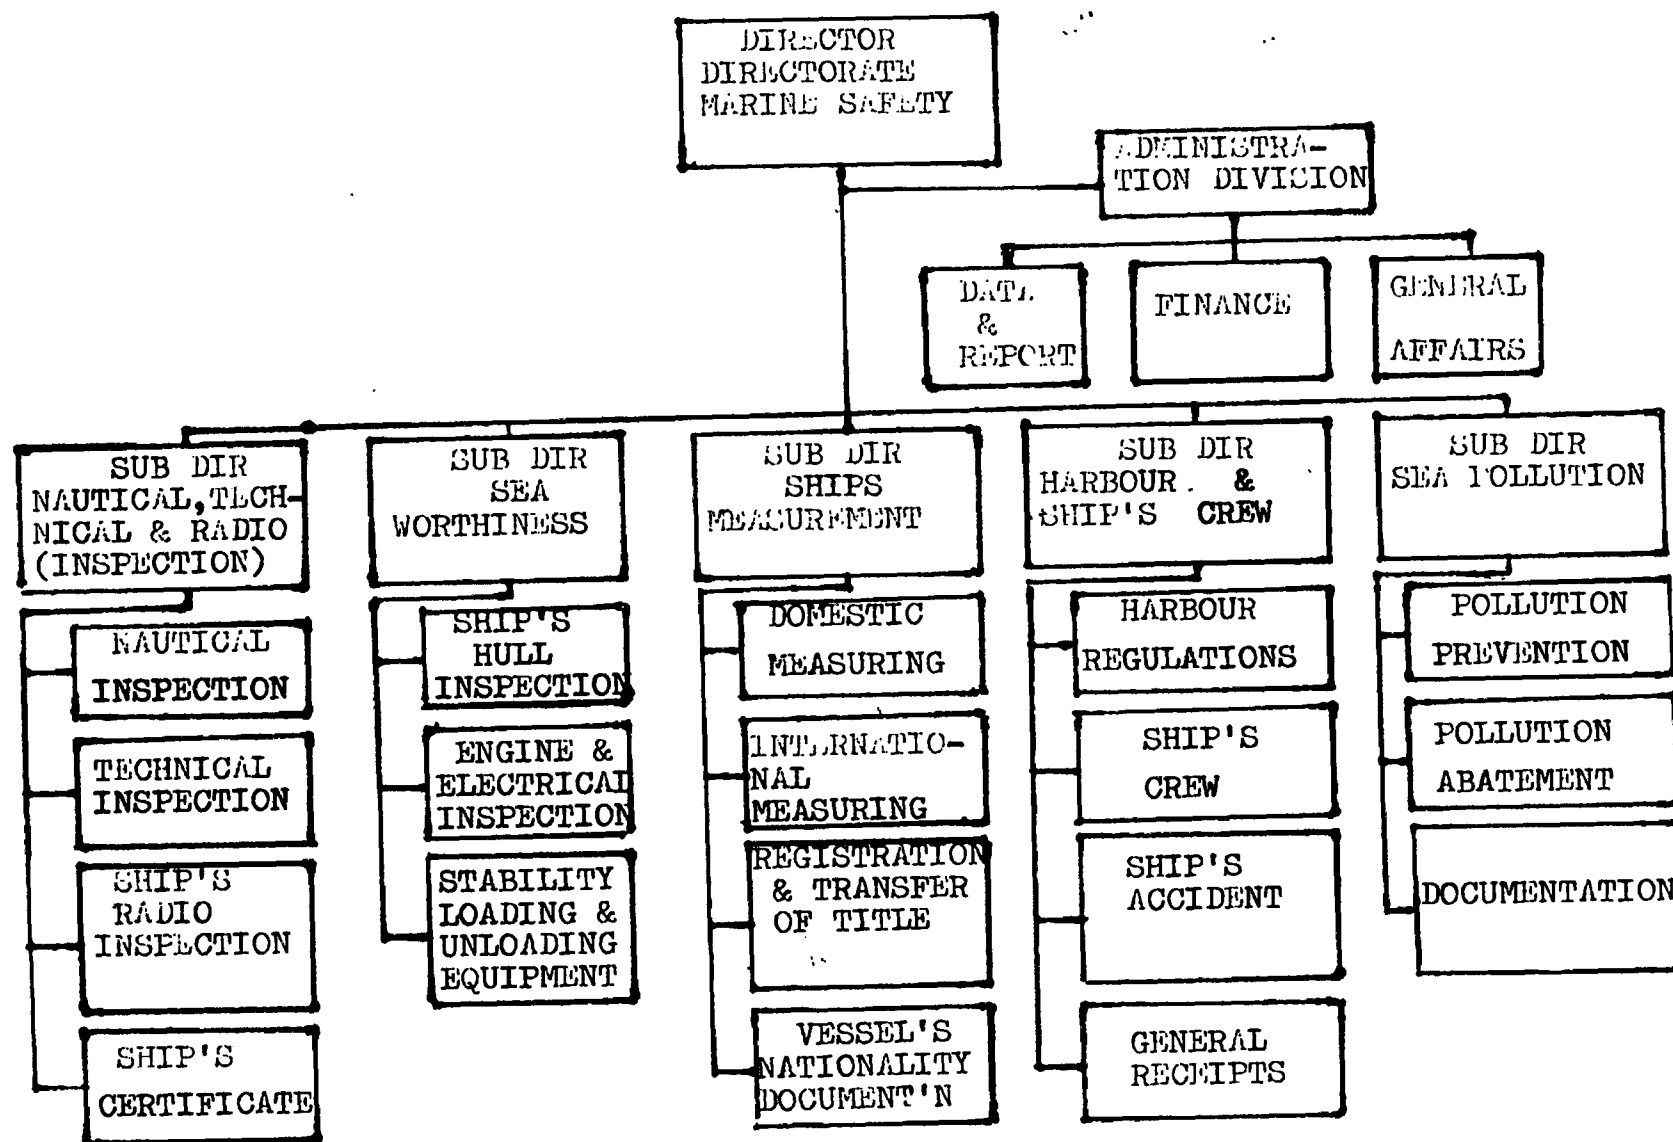 DIRECTOR
DIRECTORATE
MARINE SAFETY
ADMINISTRA-
TION DIVISION
DATA
&
REPORT
FINANCE
GENERAL
AFFAIRS
SUB DIR
NAUTICAL,TECH-
NICAL & RADIO
(INSPECTION)
SUB DIR
SEA
WORTHINESS
SUB DIR
SHIPS
MEASUREMENT
SUB DIR
HARBOUR &
SHIP'S CREW
SUB DIR
SEA POLLUTION
NAUTICAL
INSPECTION
TECHNICAL
INSPECTION
SHIP'S
RADIO
INSPECTION
SHIP'S
CERTIFICATE
SHIP'S
HULL
INSPECTION
ENGINE &
ELECTRICAL
INSPECTION
STABILITY
LOADING &
UNLOADING
EQUIPMENT
DOMESTIC
MEASURING
INTERNATIO-
NAL
MEASURING
REGISTRATION
& TRANSFER
OF TITLE
VESSEL'S
NATIONALITY
DOCUMENT'N
HARBOUR
REGULATIONS
SHIP'S
CREW
SHIP'S
ACCIDENT
GENERAL
RECEIPTS
POLLUTION
PREVENTION
POLLUTION
ABATEMENT
DOCUMENTATION